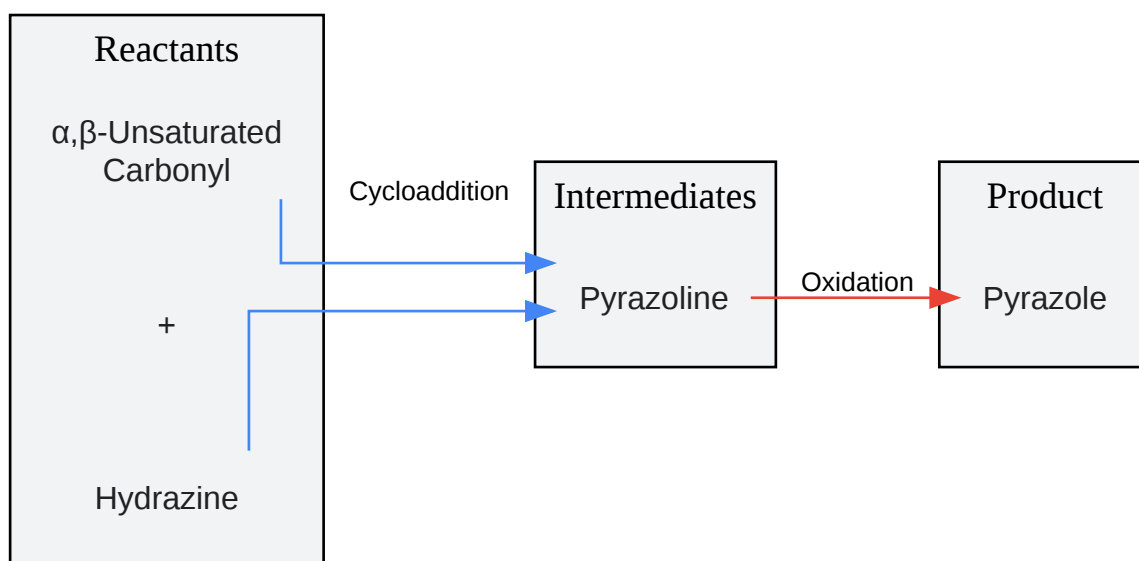 Reactants
α,β-Unsaturated
Carbonyl
+
Hydrazine
Cycloaddition
Intermediates
Pyrazoline
Oxidation
Product
Pyrazole